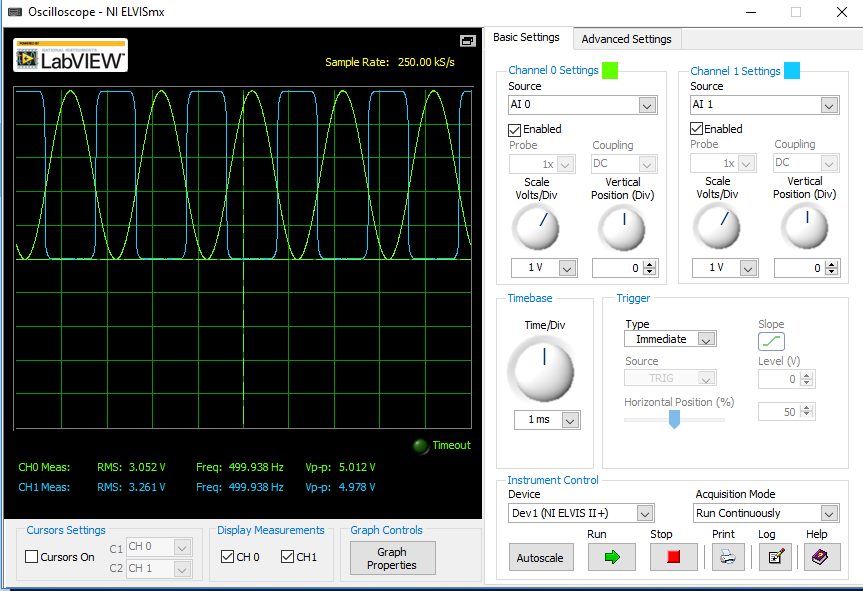 Oscilloscope - NI ELVISmx
POWERED BY
NATIONAL INSTRUMENTS
LabVIEW™
Sample Rate: 250.00 kS/s
Timeout
CH0 Meas: RMS: 3.052 V Freq: 499.938 Hz Vp-p: 5.012 V
CH1 Meas: RMS: 3.261 V Freq: 499.938 Hz Vp-p: 4.978 V
Cursors Settings
Cursors On
C1 CH 0
C2 CH 1
Display Measurements
CH 0 CH1
Graph Controls
Graph
Properties
Basic Settings Advanced Settings
Channel 0 Settings
Source
AI 0
Enabled
Probe Coupling
1x DC
Scale Vertical
Volts/Div Position (Div)
1 V 0
Channel 1 Settings
Source
AI 1
Enabled
Probe Coupling
1x DC
Scale Vertical
Volts/Div Position (Div)
1 V 0
Timebase
Time/Div
1 ms
Trigger
Type Slope
Immediate
Source Level (V)
TRIG 0
Horizontal Position (%)
50
Instrument Control
Device Acquisition Mode
Dev1 (NI ELVIS II+) Run Continuously
Run Stop Print Log Help
Autoscale